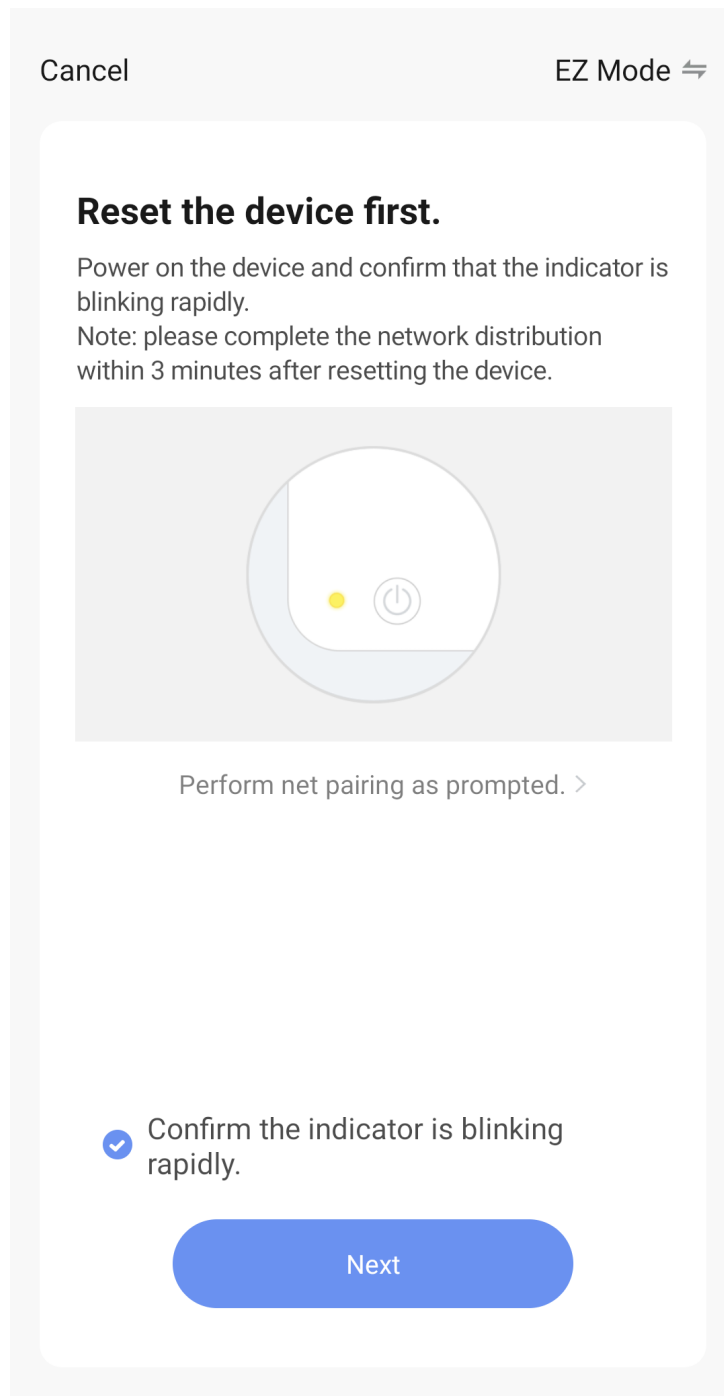 Cancel
EZ Mode
Reset the device first.
Power on the device and confirm that the indicator is
blinking rapidly.
Note: please complete the network distribution
within 3 minutes after resetting the device.
Perform net pairing as prompted. >
Confirm the indicator is blinking
rapidly.
Next